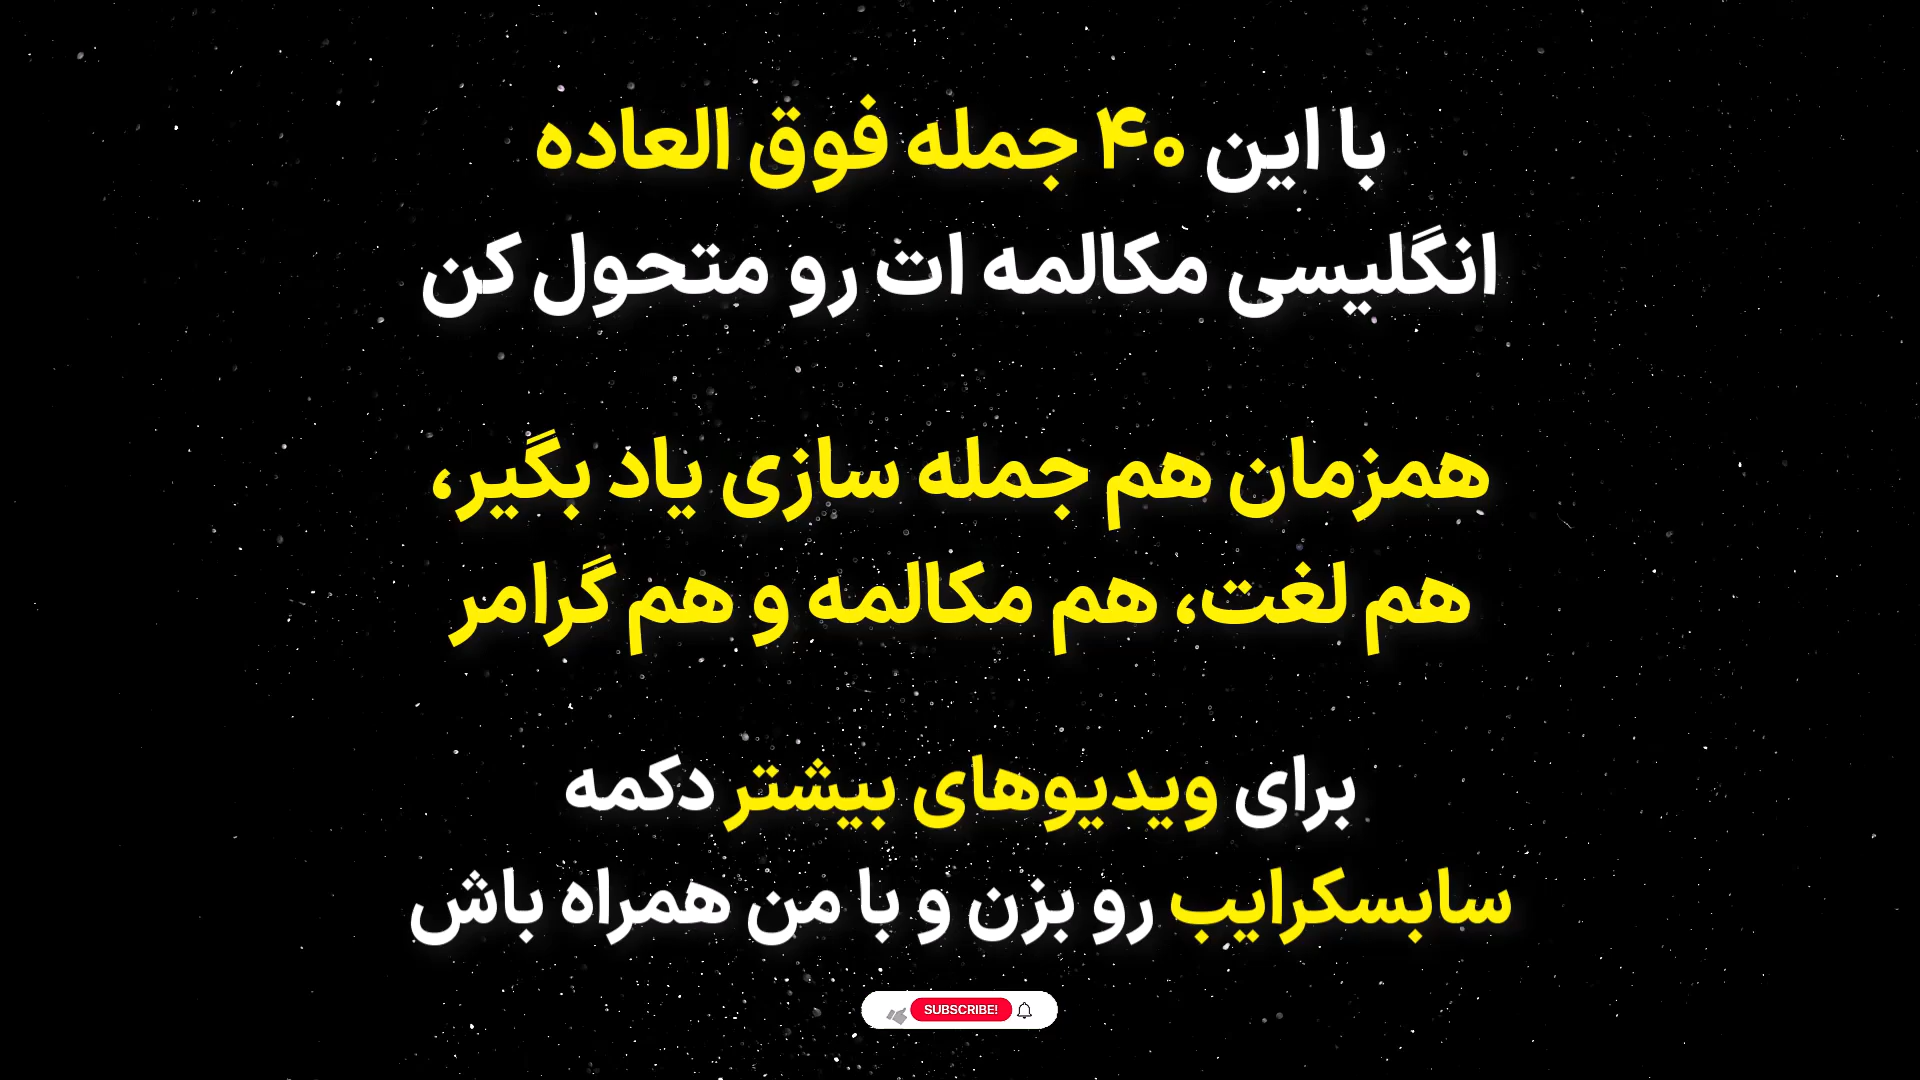 با این ۴۰ جمله فوق العاده
انگلیسی مکالمه ات رو متحول کن
همزمان هم جمله سازی یاد بگیر،
هم لغت، هم مکالمه و هم گرامر
برای ویدیوهای بیشتر دکمه
سابسکرایب رو بزن و با من همراه باش
SUBSCRIBE!